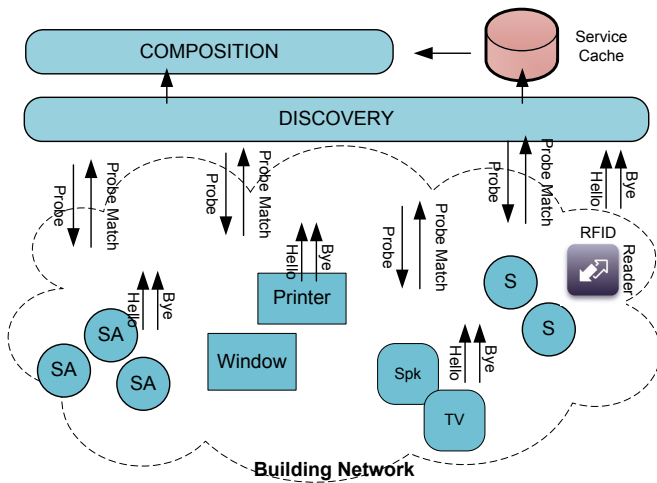 COMPOSITION
Service
Cache
DISCOVERY
Probe
Probe Match
Probe
Probe Match
Probe
Probe Match
Hello
Bye
Probe
Probe Match
RFID
Reader
Hello
Bye
Printer
S
S
Hello
Bye
SA
SA
SA
Window
Hello
Bye
Spk
TV
Building Network